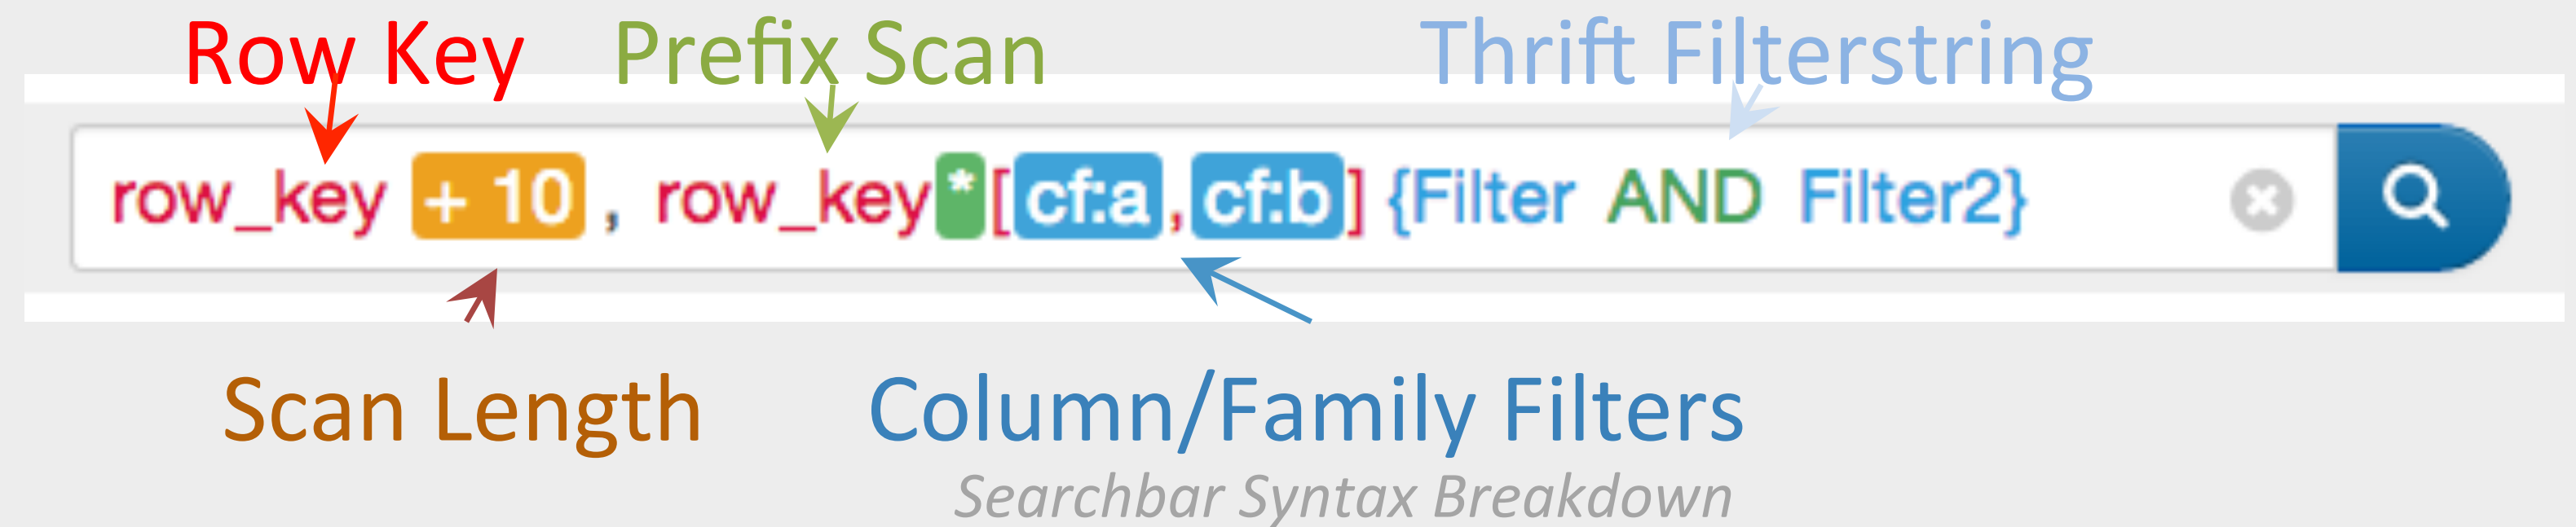 Row Key Prefix Scan Thrift Filterstring
row_key + 10 , row_key*[cf:a,cf:b] {Filter AND Filter2}
Scan Length Column/Family Filters
Searchbar Syntax Breakdown